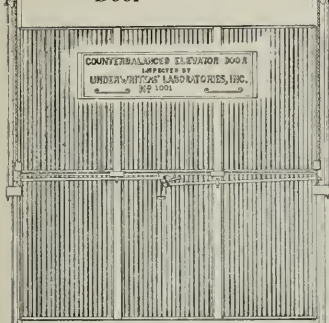 Door
COUNTERBALANCED ELEVATOR DOOR
INSPECTED BY
UNDERWRITERS' LABORATORIES, INC.
Nº 1001